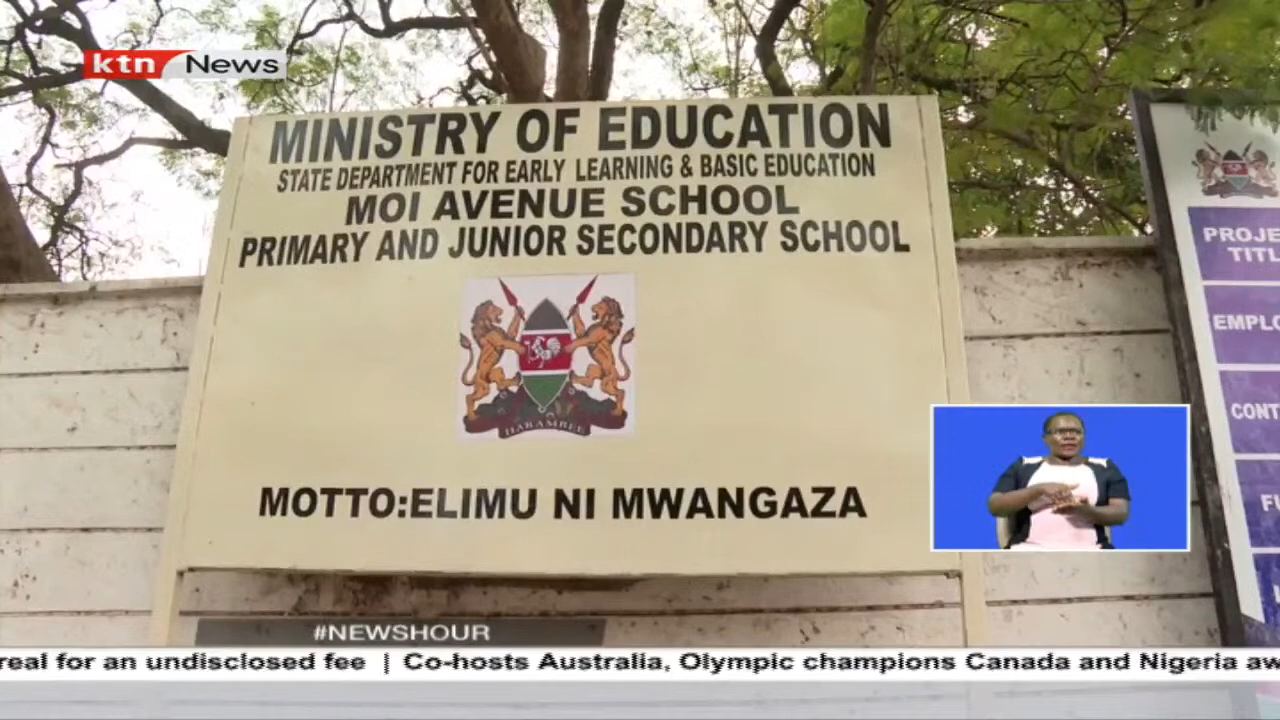 ktn News
MINISTRY OF EDUCATION
STATE DEPARTMENT FOR EARLY LEARNING & BASIC EDUCATION
MOI AVENUE SCHOOL
PRIMARY AND JUNIOR SECONDARY SCHOOL
HARAMBEE
MOTTO:ELIMU NI MWANGAZA
PROJE
TITL
EMPLO
CONT
FU
#NEWSHOUR
real for an undisclosed fee | Co-hosts Australia, Olympic champions Canada and Nigeria aw